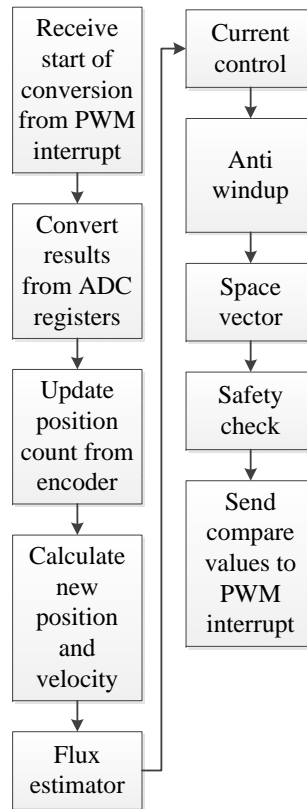 Receive
start of
conversion
from PWM
interrupt
Convert
results
from ADC
registers
Update
position
count from
encoder
Calculate
new
position
and
velocity
Flux
estimator
Current
control
Anti
windup
Space
vector
Safety
check
Send
compare
values to
PWM
interrupt